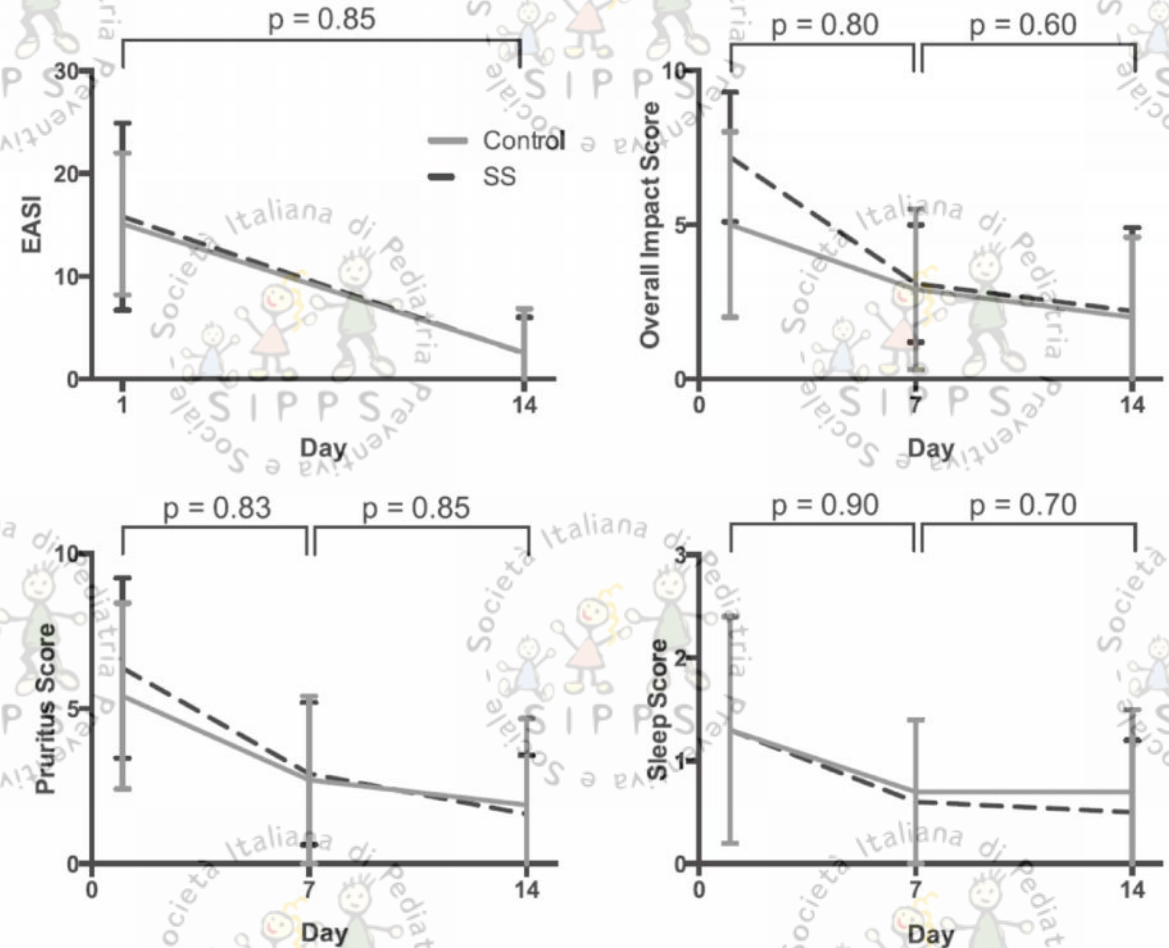 p = 0.85
30
20
10
0
EASI
Control
SS
1
14
Day
p = 0.80
p = 0.60
10
5
0
Overall Impact Score
0
7
14
Day
p = 0.83
p = 0.85
10
5
0
Pruritus Score
0
7
14
Day
p = 0.90
p = 0.70
3
2
1
0
Sleep Score
0
7
14
Day
Società Italiana di Pediatria
Preventiva e Sociale
SIPPS